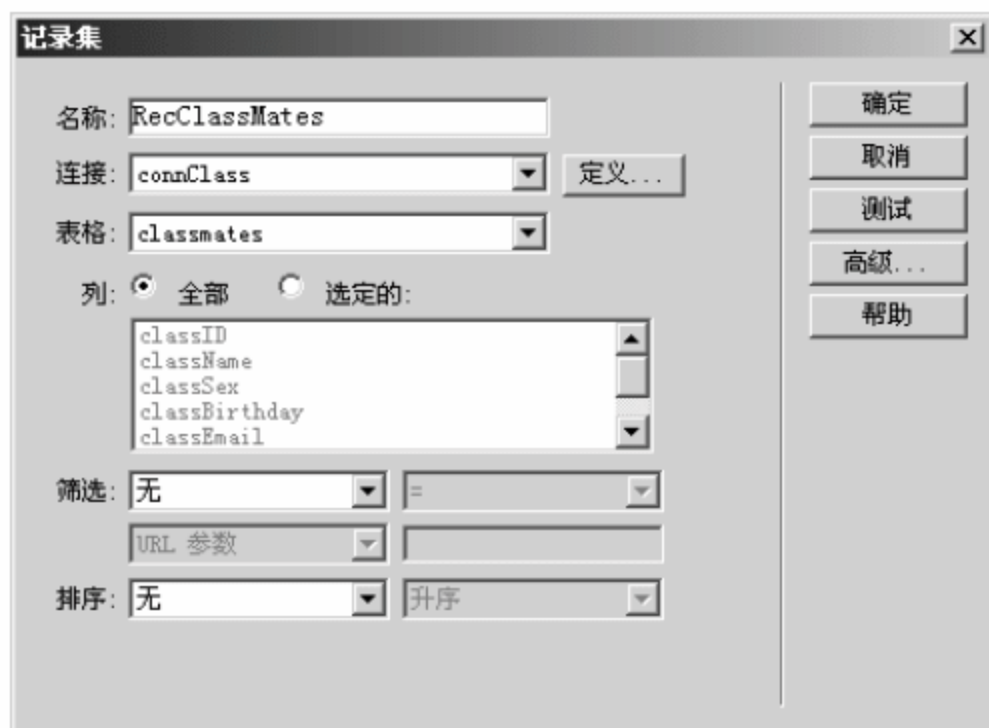 记录集
名称: RecClassMates
连接: connClass 定义...
表格: classmates
列: 全部 选定的:
classID
className
classSex
classBirthday
classEmail
筛选: 无 =
URL 参数
排序: 无 升序
确定
取消
测试
高级...
帮助